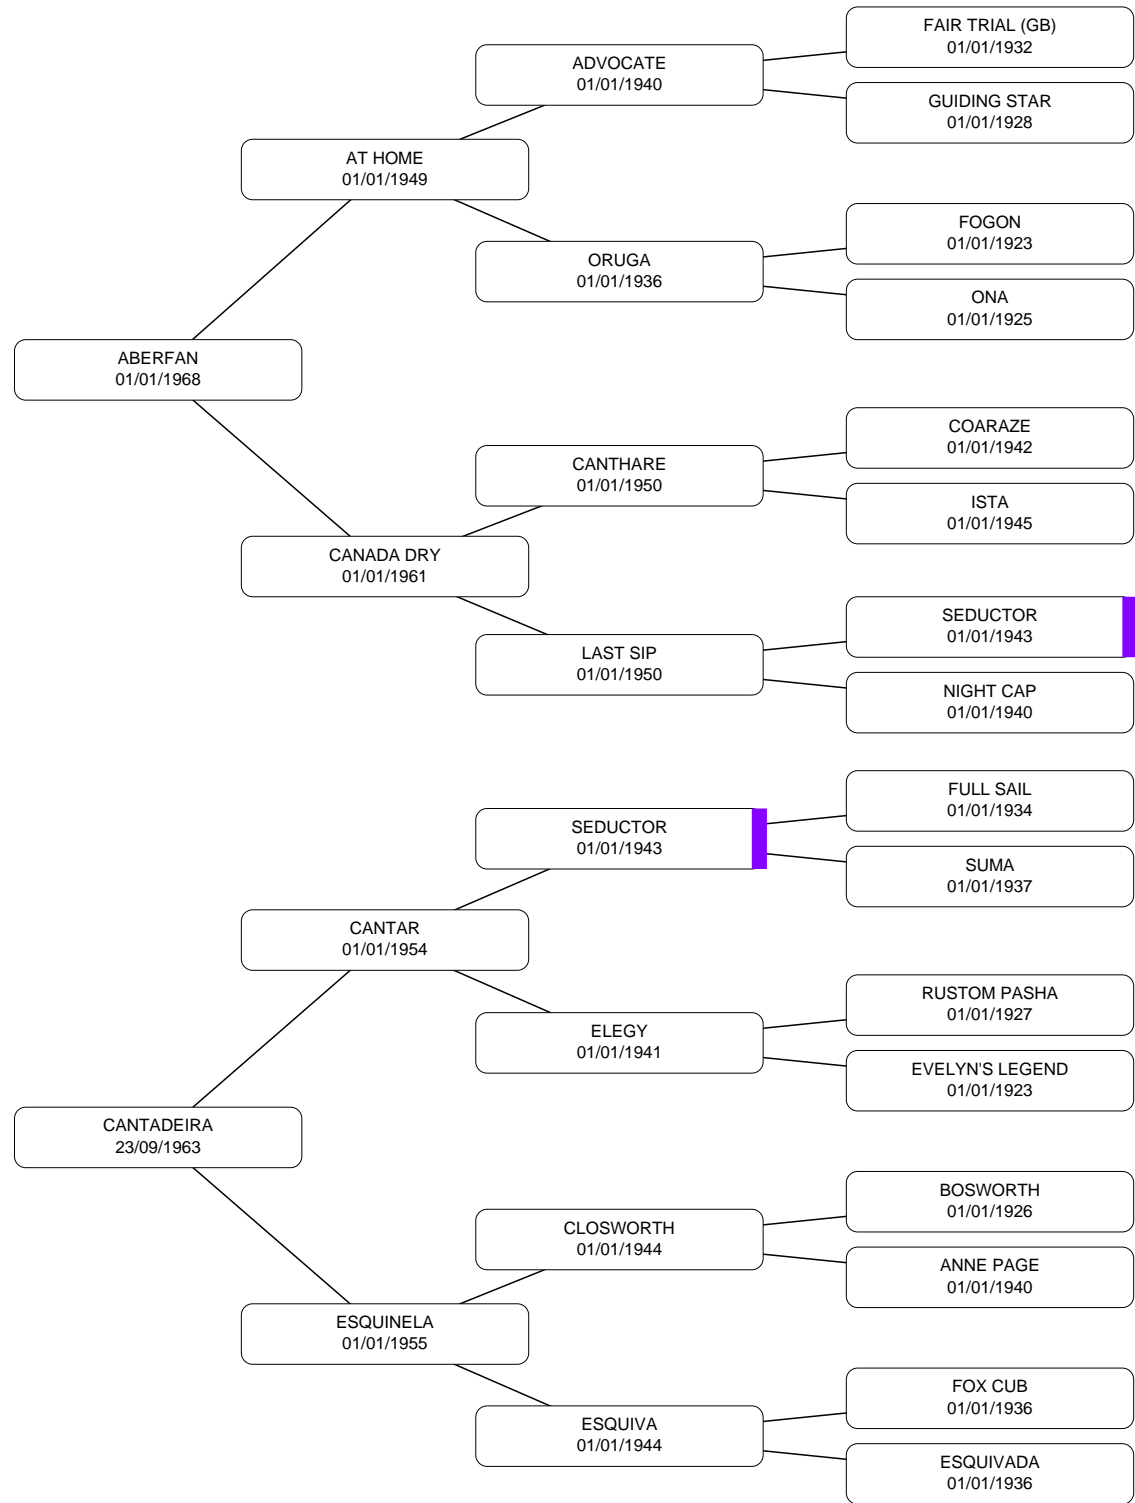 FAIR TRIAL (GB)
01/01/1932
ADVOCATE
01/01/1940
GUIDING STAR
01/01/1928
AT HOME
01/01/1949
FOGON
01/01/1923
ORUGA
01/01/1936
ONA
01/01/1925
ABERFAN
01/01/1968
COARAZE
01/01/1942
CANTHARE
01/01/1950
ISTA
01/01/1945
CANADA DRY
01/01/1961
SEDUCTOR
01/01/1943
LAST SIP
01/01/1950
NIGHT CAP
01/01/1940
FULL SAIL
01/01/1934
SEDUCTOR
01/01/1943
SUMA
01/01/1937
CANTAR
01/01/1954
RUSTOM PASHA
01/01/1927
ELEGY
01/01/1941
EVELYN'S LEGEND
01/01/1923
CANTADEIRA
23/09/1963
BOSWORTH
01/01/1926
CLOSWORTH
01/01/1944
ANNE PAGE
01/01/1940
ESQUINELA
01/01/1955
FOX CUB
01/01/1936
ESQUIVA
01/01/1944
ESQUIVADA
01/01/1936